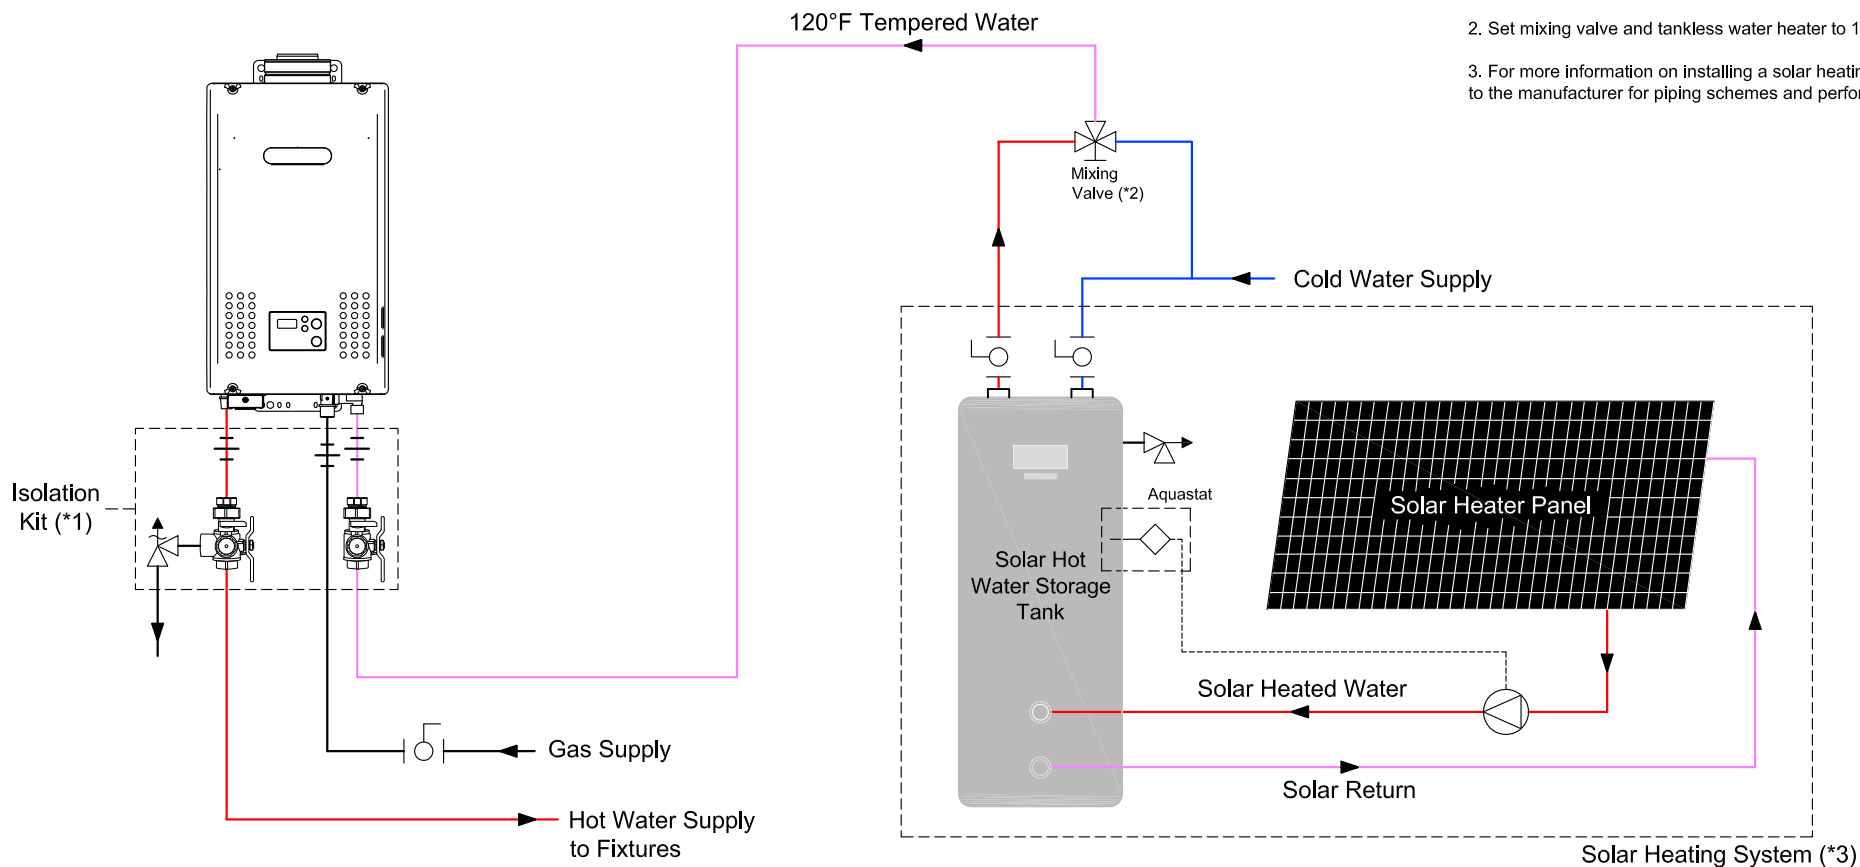 120°F Tempered Water
2. Set mixing valve and tankless water heater to 1
3. For more information on installing a solar heatin
to the manufacturer for piping schemes and perfor
Mixing
Valve (*2)
Cold Water Supply
Isolation
Kit (*1)
Aquastat
Solar Heater Panel
Solar Hot
Water Storage
Tank
Solar Heated Water
Gas Supply
Solar Return
Hot Water Supply
to Fixtures
Solar Heating System (*3)